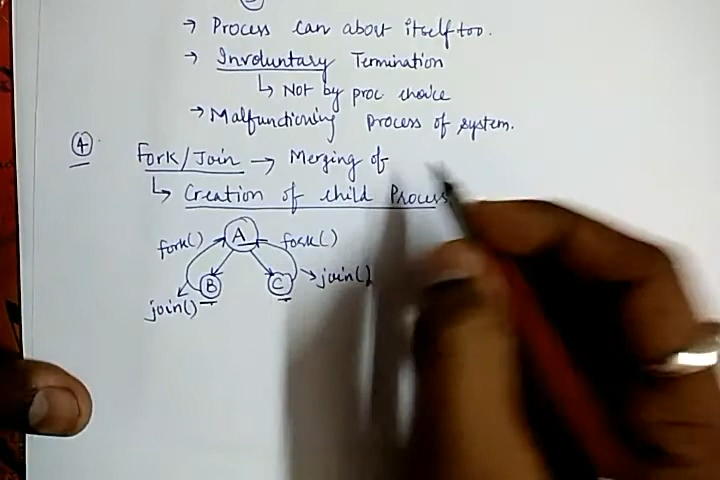 → Process can abort itself too.
→ Involuntary Termination
↳ Not by proc choice
→ Malfunctioning Process of system.
④ Fork/Join → Merging of
↳ Creation of child Process
fork() A fork()
B C join()
join()